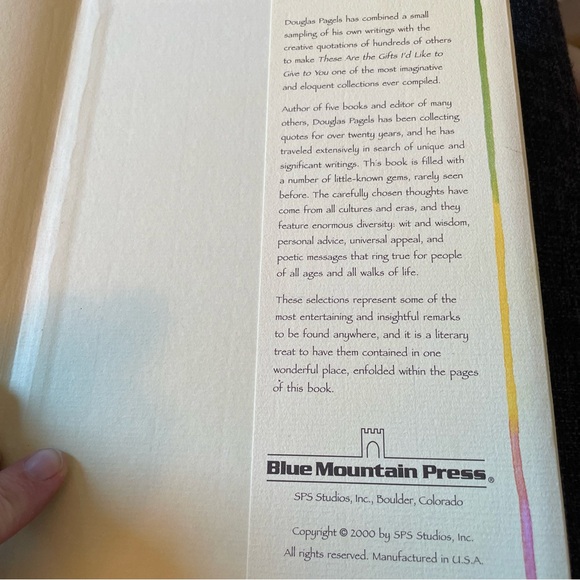 Douglas Pagels has combined a small
sampling of his own writings with the
creative quotations of hundreds of others
to make These Are the Gifts I'd Like to
Give to You one of the most imaginative
and eloquent collections ever compiled.
Author of five books and editor of many
others, Douglas Pagels has been collecting
quotes for over twenty years, and he has
traveled extensively in search of unique and
significant writings. This book is filled with
a number of little-known gems, rarely seen
before. The carefully chosen thoughts have
come from all cultures and eras, and they
feature enormous diversity: wit and wisdom,
personal advice, universal appeal, and
poetic messages that ring true for people
of all ages and all walks of life.
These selections represent some of the
most entertaining and insightful remarks
to be found anywhere, and it is a literary
treat to have them contained in one
wonderful place, enfolded within the pages
of this book.
Blue Mountain Press®
SPS Studios, Inc., Boulder, Colorado
Copyright © 2000 by SPS Studios, Inc.
All rights reserved. Manufactured in U.S.A.